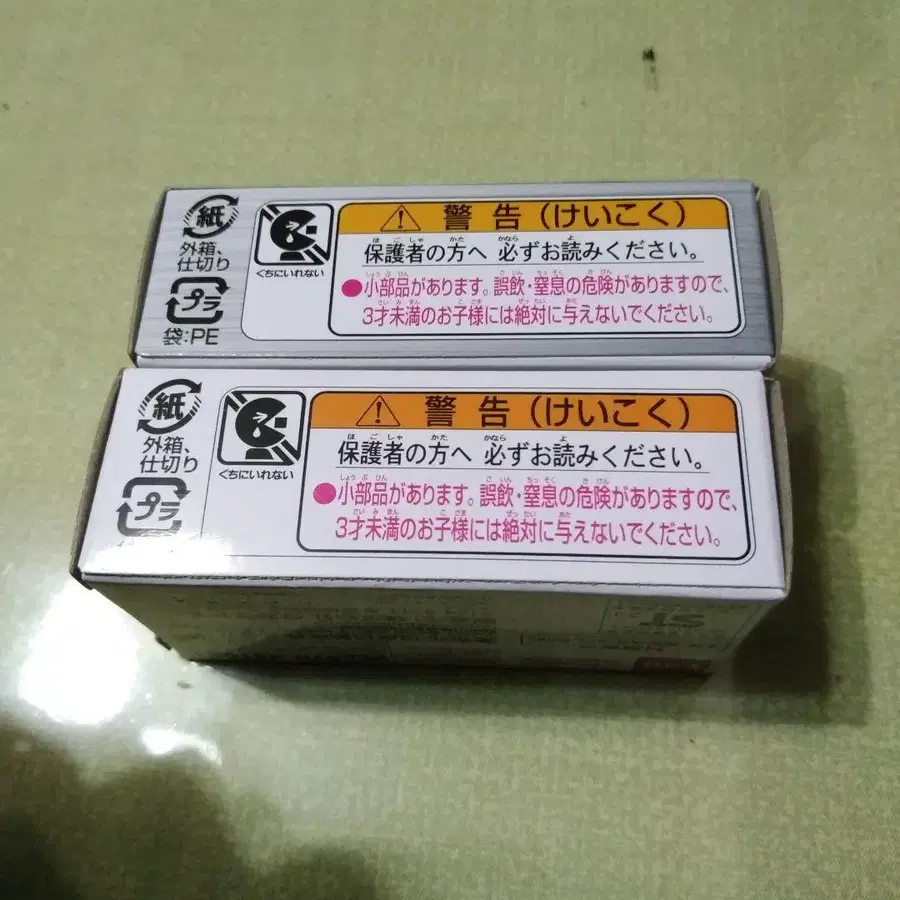 紙
外箱、
仕切り
プラ
袋:PE
くちにいれない
警告(けいこく)
ほごしゃ かた かなら よ
保護者の方へ 必ずお読みください。
しょうぶひん ごいん ちっそく きけん
●小部品があります。誤飲・窒息の危険がありますので、
さいみまん こさま ぜったい あた
3才未満のお子様には絶対に与えないでください。
紙
外箱、
仕切り
プラ
くちにいれない
警告(けいこく)
ほごしゃ かた かなら よ
保護者の方へ 必ずお読みください。
しょうぶひん ごいん ちっそく きけん
●小部品があります。誤飲・窒息の危険がありますので、
さいみまん こさま ぜったい あた
3才未満のお子様には絶対に与えないでください。
ST